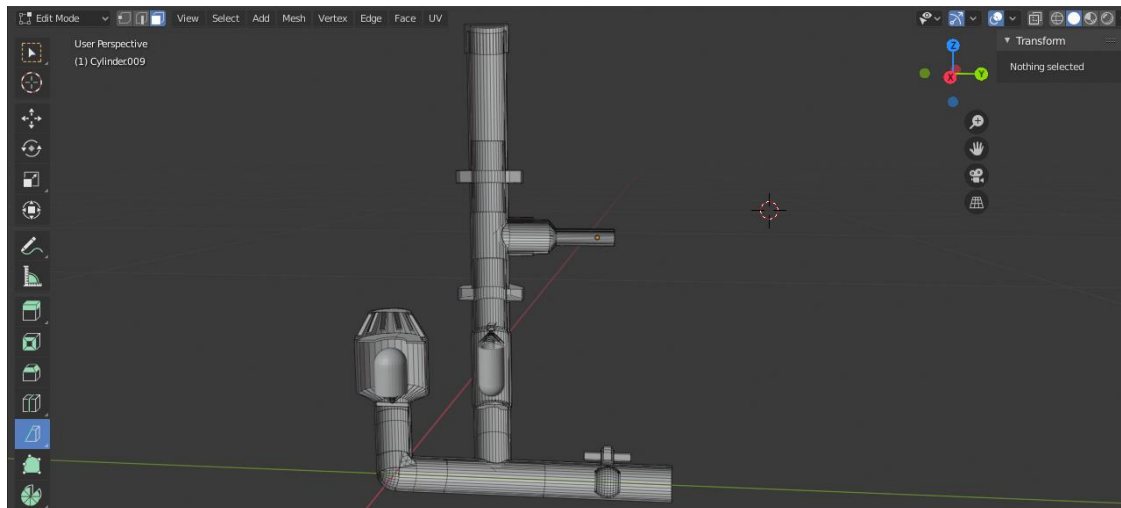 Edit Mode View Select Add Mesh Vertex Edge Face UV
User Perspective
(1) Cylinder.009
Z
Y
X
Transform
Nothing selected